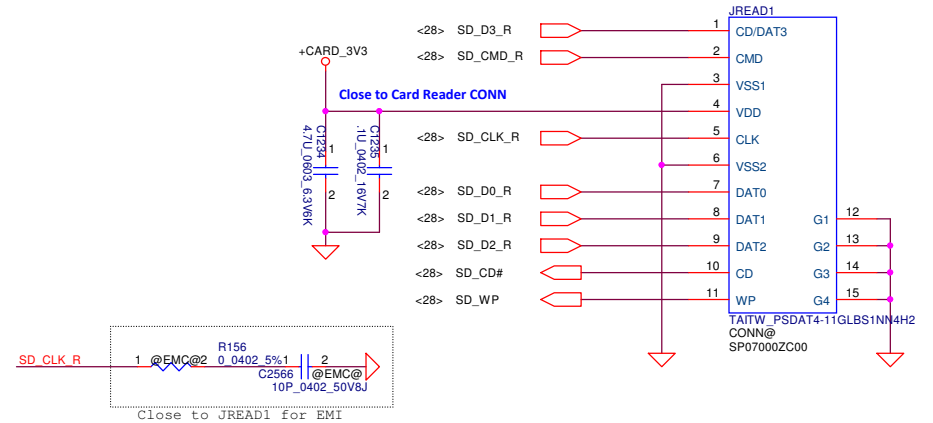 JREAD1
<28> SD_D3_R 1 CD/DAT3
<28> SD_CMD_R 2 CMD
+CARD_3V3
3 VSS1
Close to Card Reader CONN
4 VDD
<28> SD_CLK_R 5 CLK
C1234
4.7U_0603_6.3V6K
1
2
C1235
.1U_0402_16V7K
1
2
6 VSS2
<28> SD_D0_R 7 DAT0
<28> SD_D1_R 8 DAT1 G1 12
<28> SD_D2_R 9 DAT2 G2 13
<28> SD_CD# 10 CD G3 14
<28> SD_WP 11 WP G4 15
TAITW_PSDAT4-11GLBS1NN4H2
CONN@
SP07000ZC00
R156
SD_CLK_R 1 @EMC@2 0_0402_5%1 2
C2566 @EMC@
10P_0402_50V8J
Close to JREAD1 for EMI